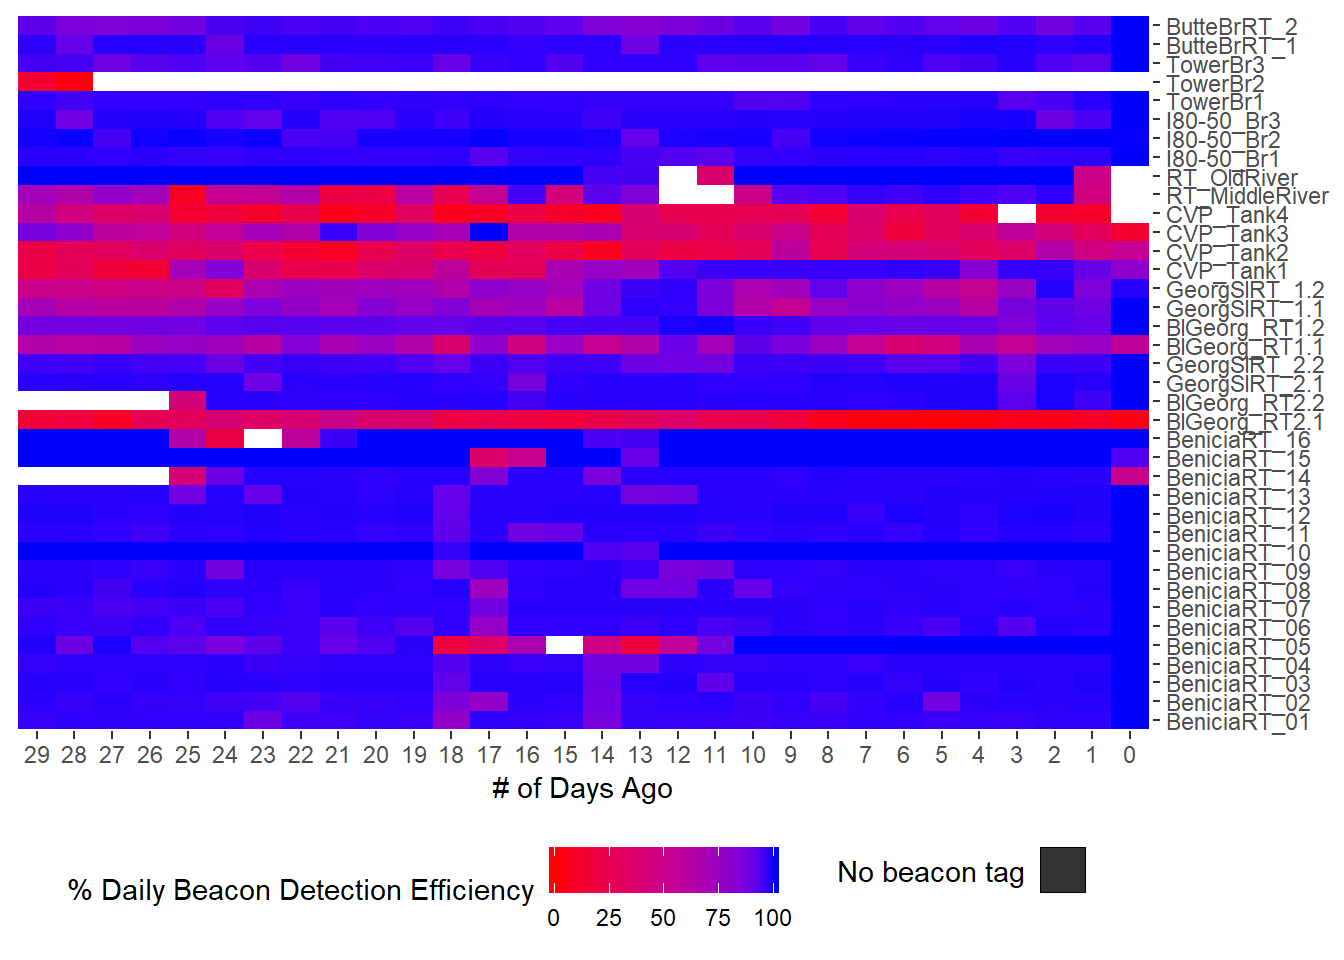 ButteBrRT_2
ButteBrRT_1
TowerBr3
TowerBr2
TowerBr1
I80-50_Br3
I80-50_Br2
I80-50_Br1
RT_OldRiver
RT_MiddleRiver
CVP_Tank4
CVP_Tank3
CVP_Tank2
CVP_Tank1
GeorgSlRT_1.2
GeorgSlRT_1.1
BlGeorg_RT1.2
BlGeorg_RT1.1
GeorgSlRT_2.2
GeorgSlRT_2.1
BlGeorg_RT2.2
BlGeorg_RT2.1
BeniciaRT_16
BeniciaRT_15
BeniciaRT_14
BeniciaRT_13
BeniciaRT_12
BeniciaRT_11
BeniciaRT_10
BeniciaRT_09
BeniciaRT_08
BeniciaRT_07
BeniciaRT_06
BeniciaRT_05
BeniciaRT_04
BeniciaRT_03
BeniciaRT_02
BeniciaRT_01
29 28 27 26 25 24 23 22 21 20 19 18 17 16 15 14 13 12 11 10 9 8 7 6 5 4 3 2 1 0
# of Days Ago
% Daily Beacon Detection Efficiency
0 25 50 75 100
No beacon tag